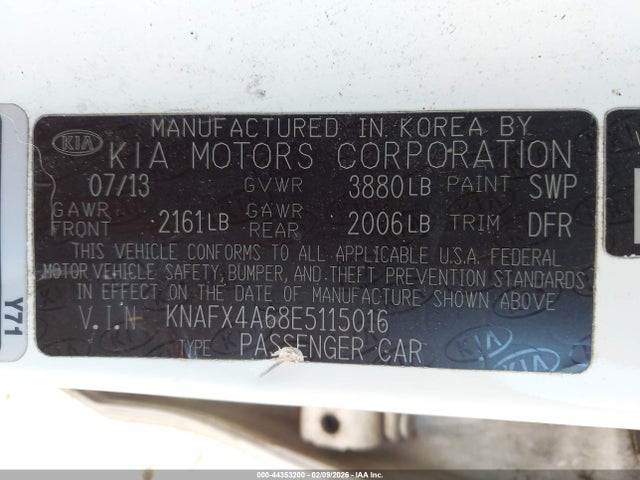 MANUFACTURED IN KOREA BY
KIA KIA MOTORS CORPORATION
07/13 GVWR 3880LB PAINT SWP
GAWR FRONT 2161LB GAWR REAR 2006LB TRIM DFR
THIS VEHICLE CONFORMS TO ALL APPLICABLE U.S.A. FEDERAL
MOTOR VEHICLE SAFETY, BUMPER, AND THEFT PREVENTION STANDARDS
IN EFFECT ON THE DATE OF MANUFACTURE SHOWN ABOVE
V.I.N KNAFX4A68E5115016
TYPE PASSENGER CAR
Y71
000-44353200 - 02/09/2026 - IAA Inc.